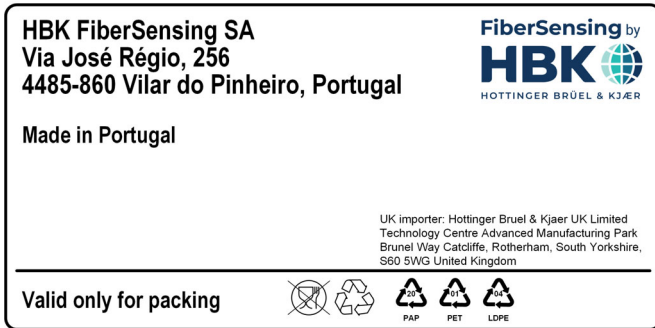 HBK FiberSensing SA
Via José Régio, 256
4485-860 Vilar do Pinheiro, Portugal
Made in Portugal
FiberSensing by
HBK
HOTTINGER BRÜEL & KJÆR
UK importer: Hottinger Bruel & Kjaer UK Limited
Technology Centre Advanced Manufacturing Park
Brunel Way Catcliffe, Rotherham, South Yorkshire,
S60 5WG United Kingdom
Valid only for packing
20 01 04
PAP PET LDPE